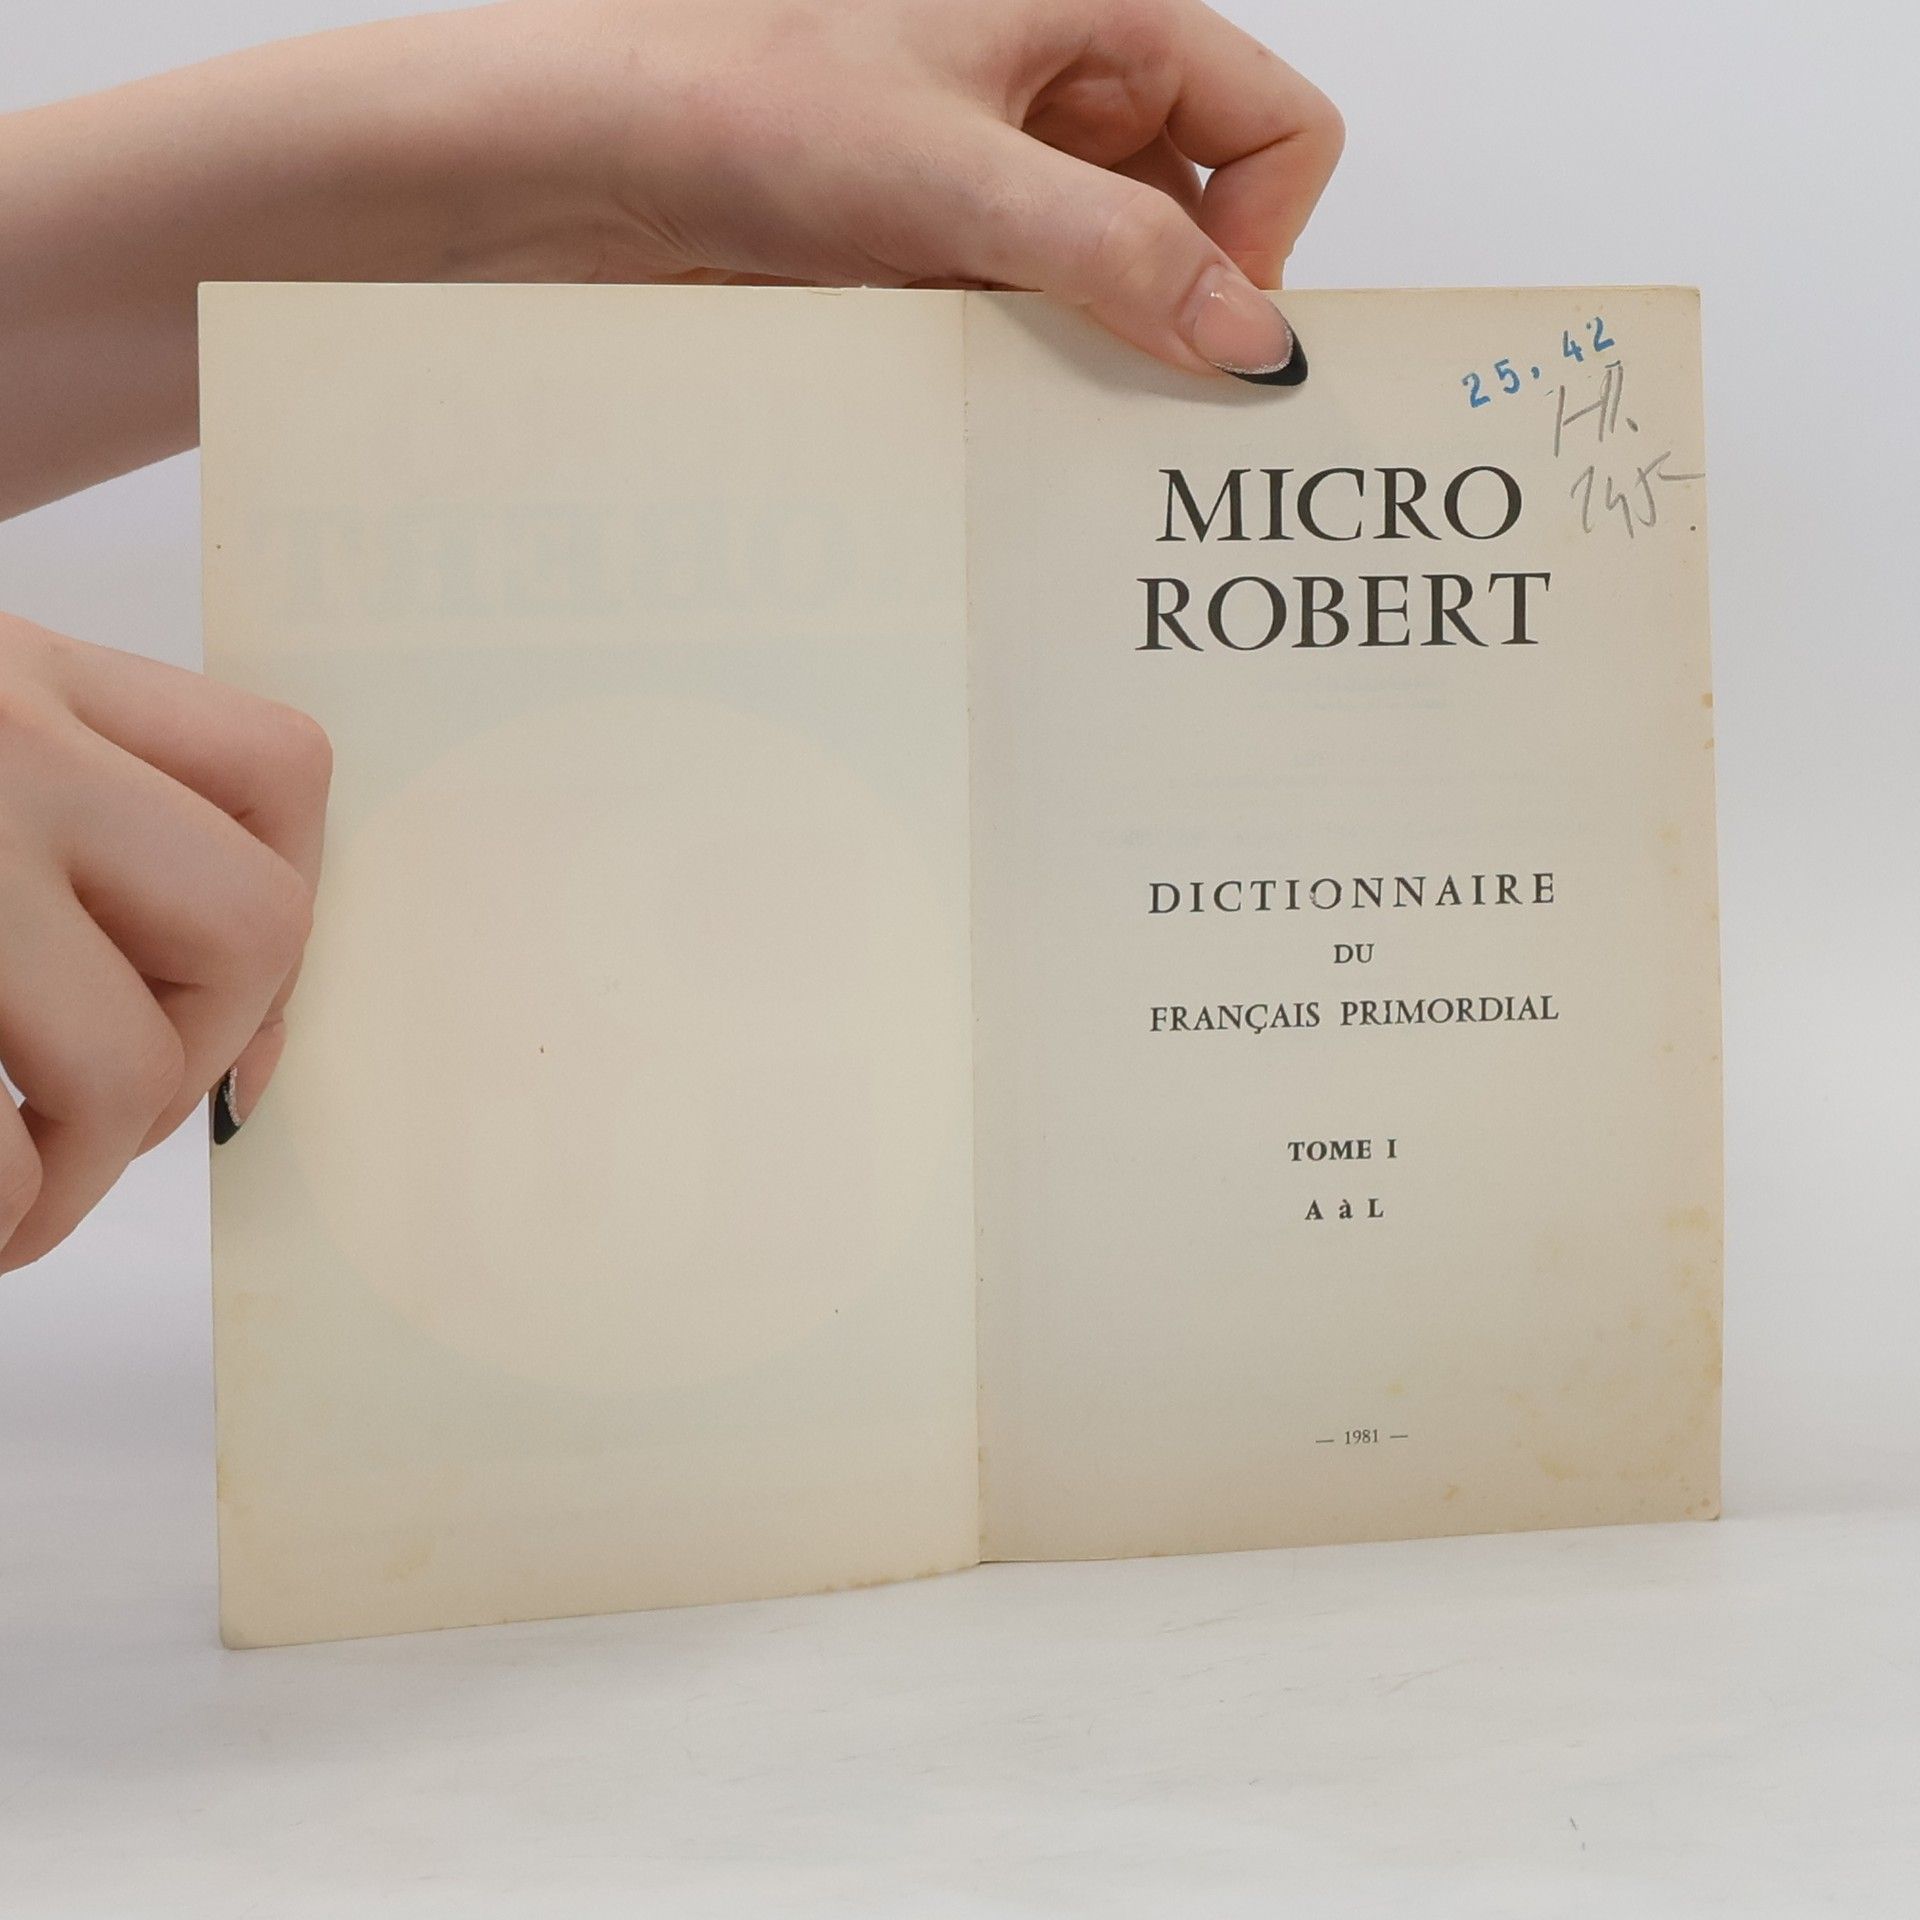 25,42
MICRO
ROBERT
DICTIONNAIRE
DU
FRANÇAIS PRIMORDIAL
TOME I
A à L
— 1981 —